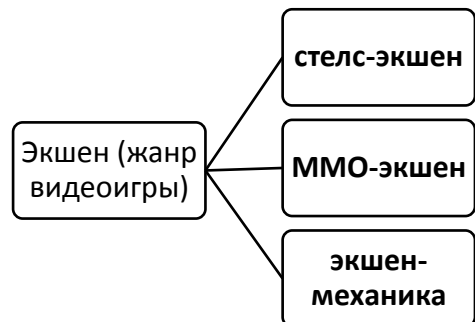 стелс-экшен
Экшен (жанр
видеоигры)
ММО-экшен
экшен-
механика